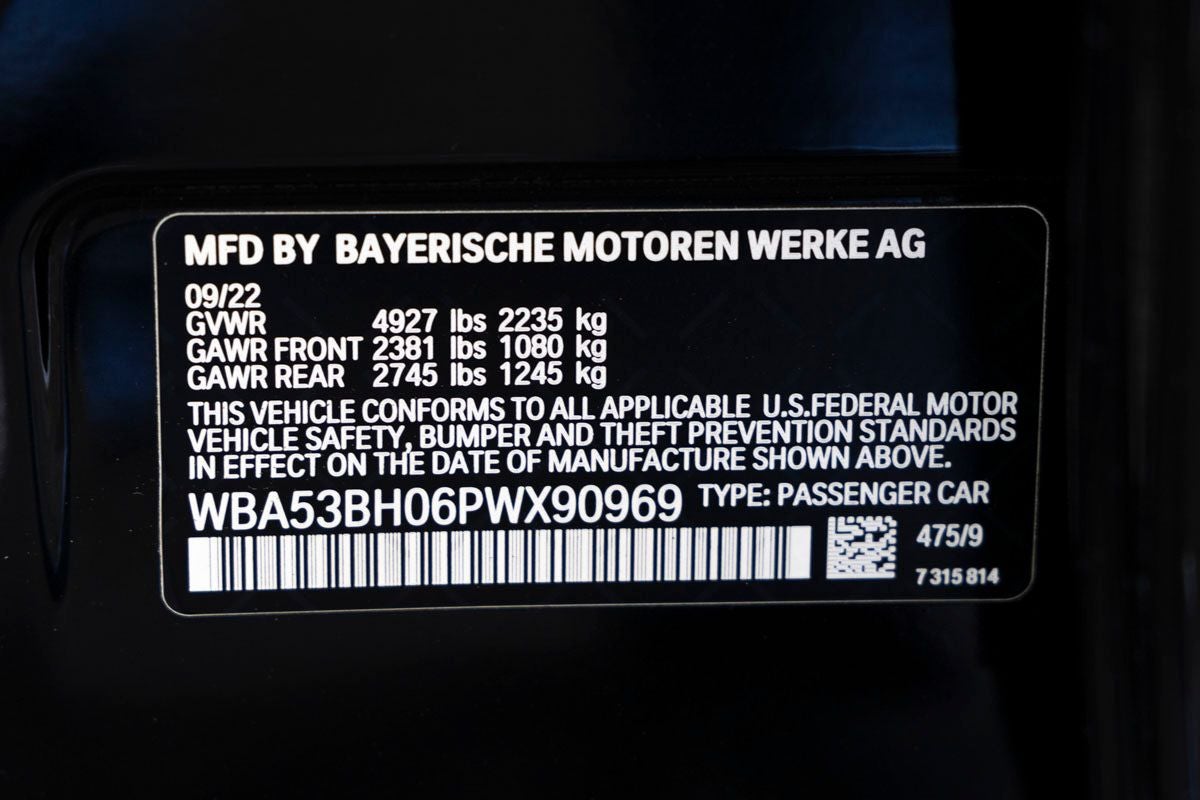 MFD BY BAYERISCHE MOTOREN WERKE AG
09/22
GVWR 4927 lbs 2235 kg
GAWR FRONT 2381 lbs 1080 kg
GAWR REAR 2745 lbs 1245 kg
THIS VEHICLE CONFORMS TO ALL APPLICABLE U.S.FEDERAL MOTOR
VEHICLE SAFETY, BUMPER AND THEFT PREVENTION STANDARDS
IN EFFECT ON THE DATE OF MANUFACTURE SHOWN ABOVE.
WBA53BH06PWX90969 TYPE: PASSENGER CAR
475/9
7 315 814